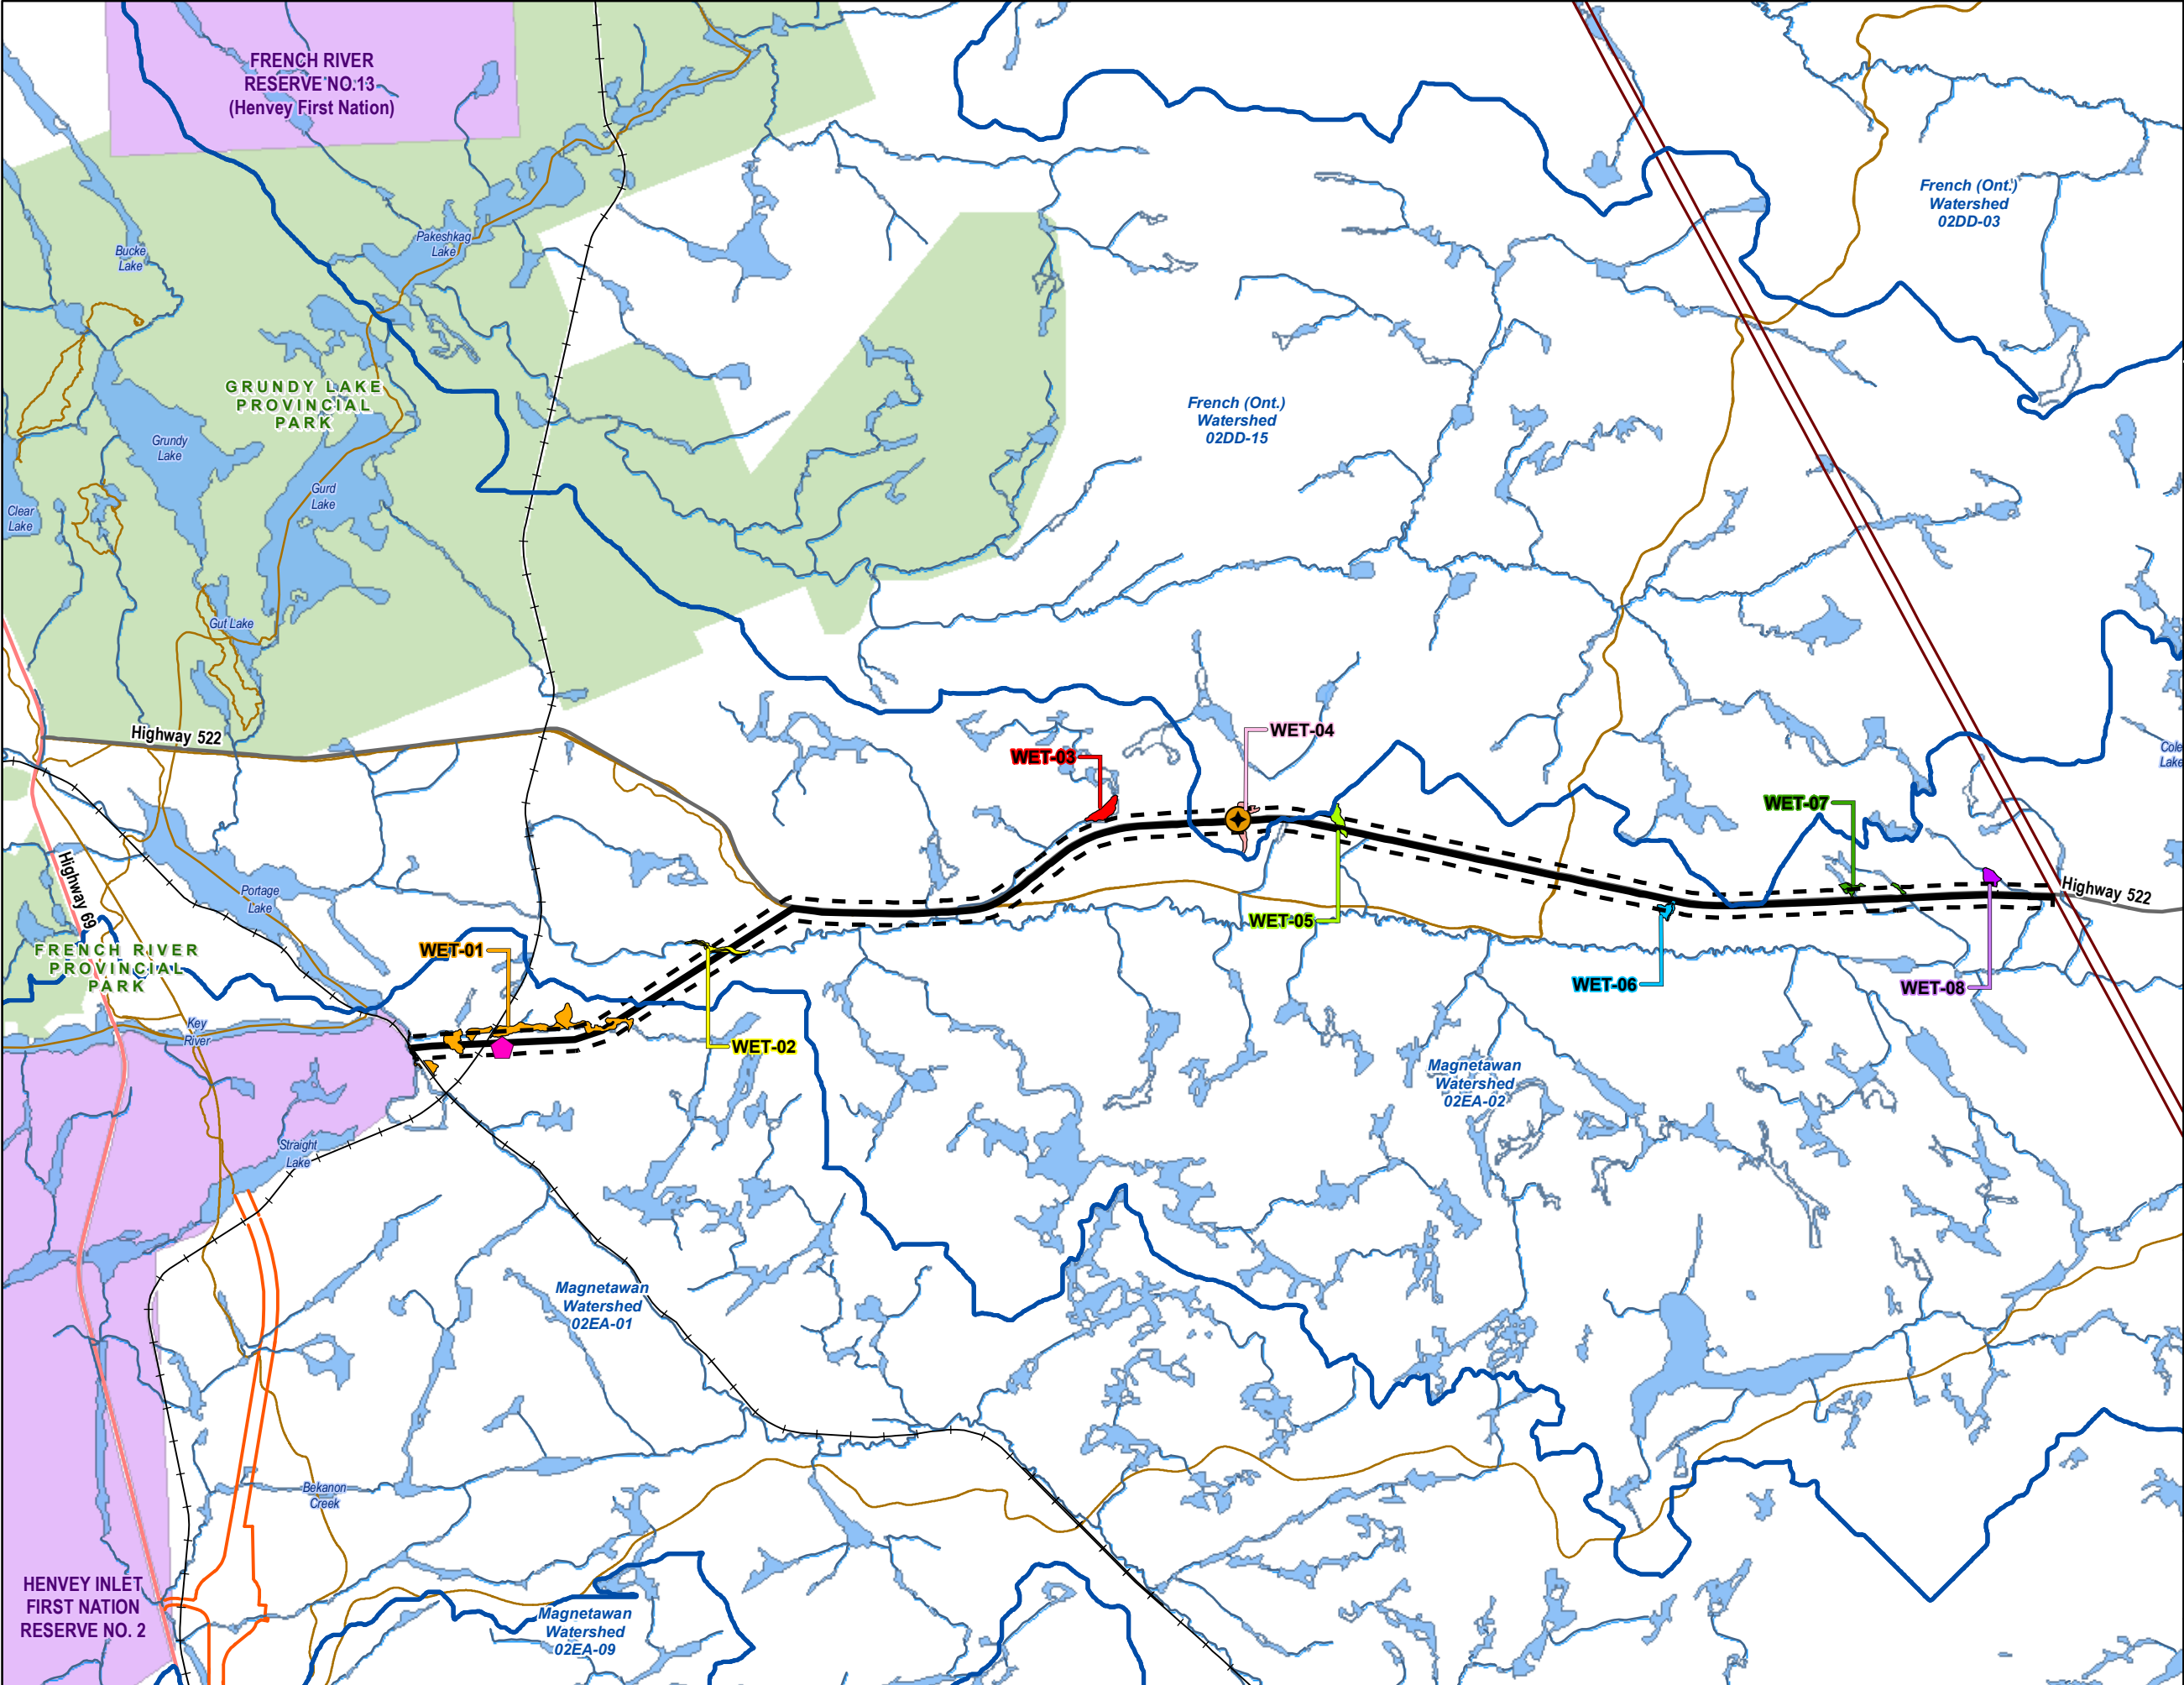 FRENCH RIVER
RESERVE NO.13
(Henvey First Nation)
French (Ont.)
Watershed
02DD-03
Bucke
Lake
Pakeshkag
Lake
GRUNDY LAKE
PROVINCIAL
PARK
French (Ont.)
Watershed
02DD-15
Grundy
Lake
Gurd
Lake
Clear
Lake
Gut Lake
Highway 522
WET-04
WET-03
Cole
Lake
WET-07
Highway 69
Portage
Lake
Highway 522
WET-05
FRENCH RIVER
PROVINCIAL
PARK
WET-01
WET-06
WET-08
Key
River
WET-02
Magnetawan
Watershed
02EA-02
Straight
Lake
Magnetawan
Watershed
02EA-01
Bekanon
Creek
HENVEY INLET
FIRST NATION
RESERVE NO. 2
Magnetawan
Watershed
02EA-09